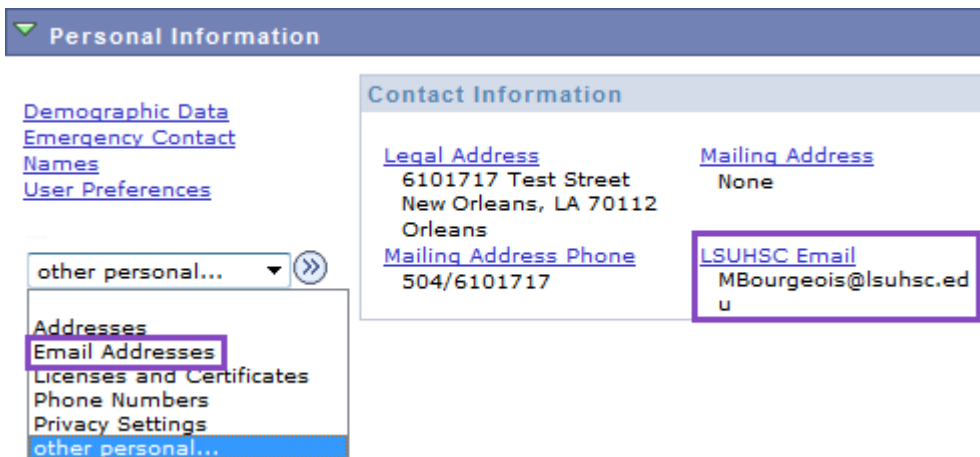 Personal Information
Demographic Data
Emergency Contact
Names
User Preferences
other personal...
Addresses
Email Addresses
Licenses and Certificates
Phone Numbers
Privacy Settings
other personal...
Contact Information
Legal Address
6101717 Test Street
New Orleans, LA 70112
Orleans
Mailing Address Phone
504/6101717
Mailing Address
None
LSUHSC Email
MBourgeois@lsuhsc.ed
u